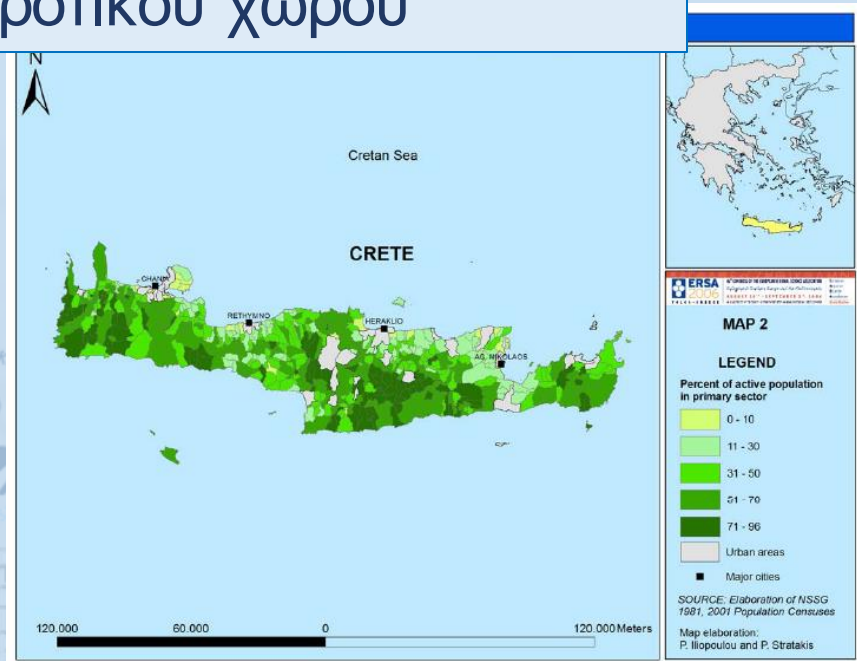 χώρου
N
Cretan Sea
CRETE
CHANIA
RETHYMNO
HERAKLIO
AG. NIKOLAOS
120.000 60.000 0 120.000 Meters
ERSA
2006
MAP 2
LEGEND
Percent of active population
in primary sector
0 - 10
11 - 30
31 - 50
51 - 70
71 - 96
Urban areas
Major cities
SOURCE: Elaboration of NSSG
1981, 2001 Population Censuses
Map elaboration:
P. Iliopoulou and P. Stratakis